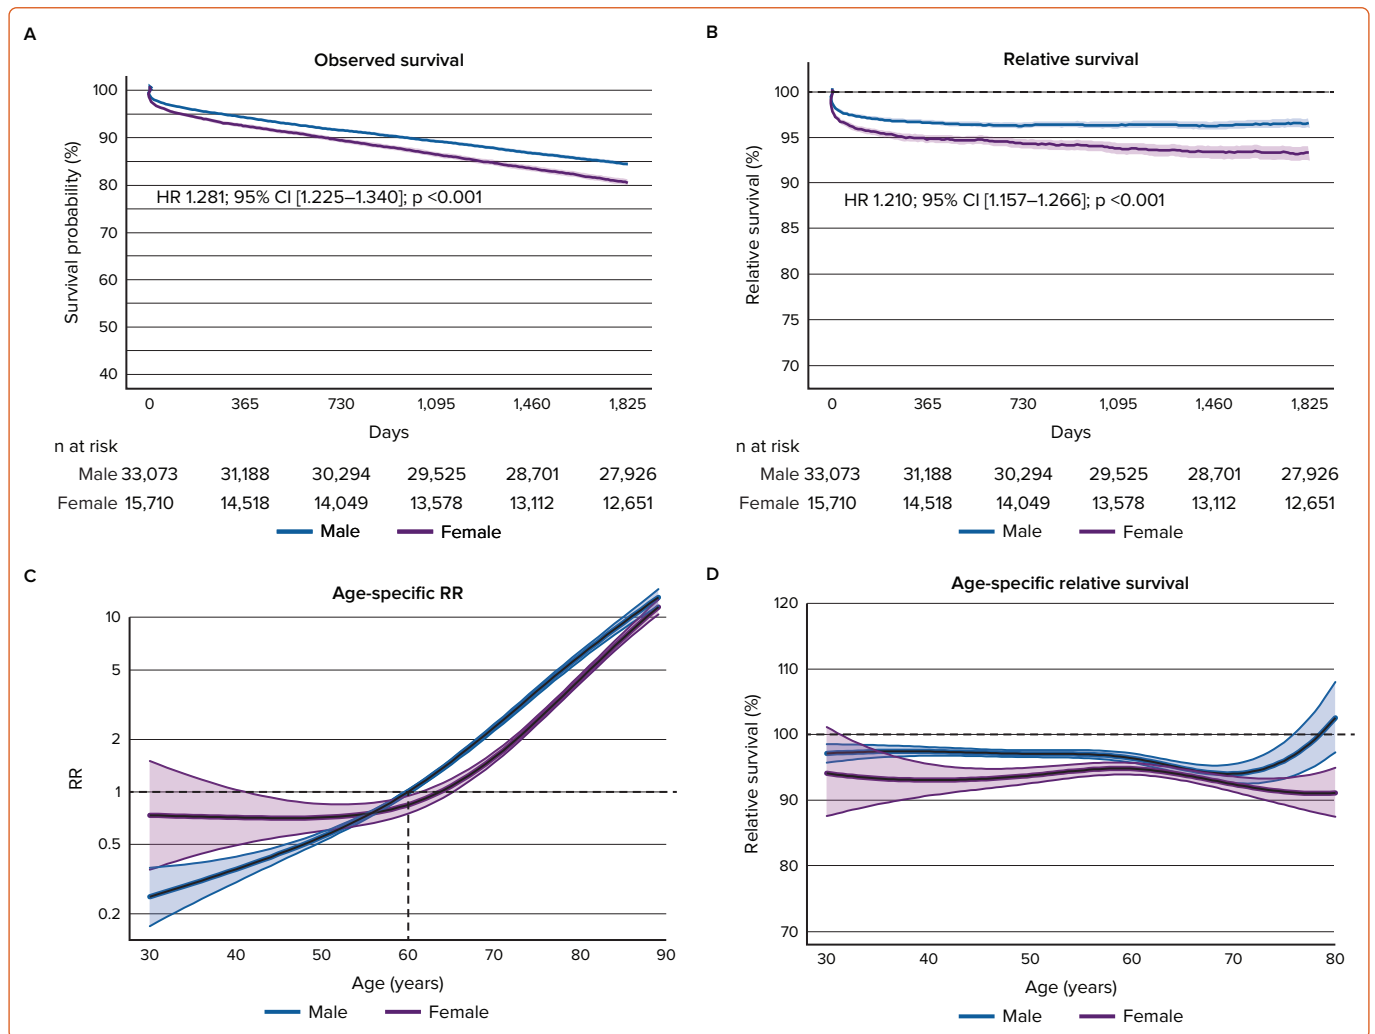 A
Observed survival
Survival probability (%)
100
90
80
70
60
50
40
HR 1.281; 95% CI [1.225–1.340]; p <0.001
0 365 730 1,095 1,460 1,825
Days
n at risk
Male 33,073 31,188 30,294 29,525 28,701 27,926
Female 15,710 14,518 14,049 13,578 13,112 12,651
Male Female
B
Relative survival
Relative survival (%)
100
95
90
85
80
75
70
HR 1.210; 95% CI [1.157–1.266]; p <0.001
0 365 730 1,095 1,460 1,825
Days
n at risk
Male 33,073 31,188 30,294 29,525 28,701 27,926
Female 15,710 14,518 14,049 13,578 13,112 12,651
Male Female
C
Age-specific RR
RR
10
5
2
1
0.5
0.2
30 40 50 60 70 80 90
Age (years)
Male Female
D
Age-specific relative survival
Relative survival (%)
120
110
100
90
80
70
30 40 50 60 70 80
Age (years)
Male Female